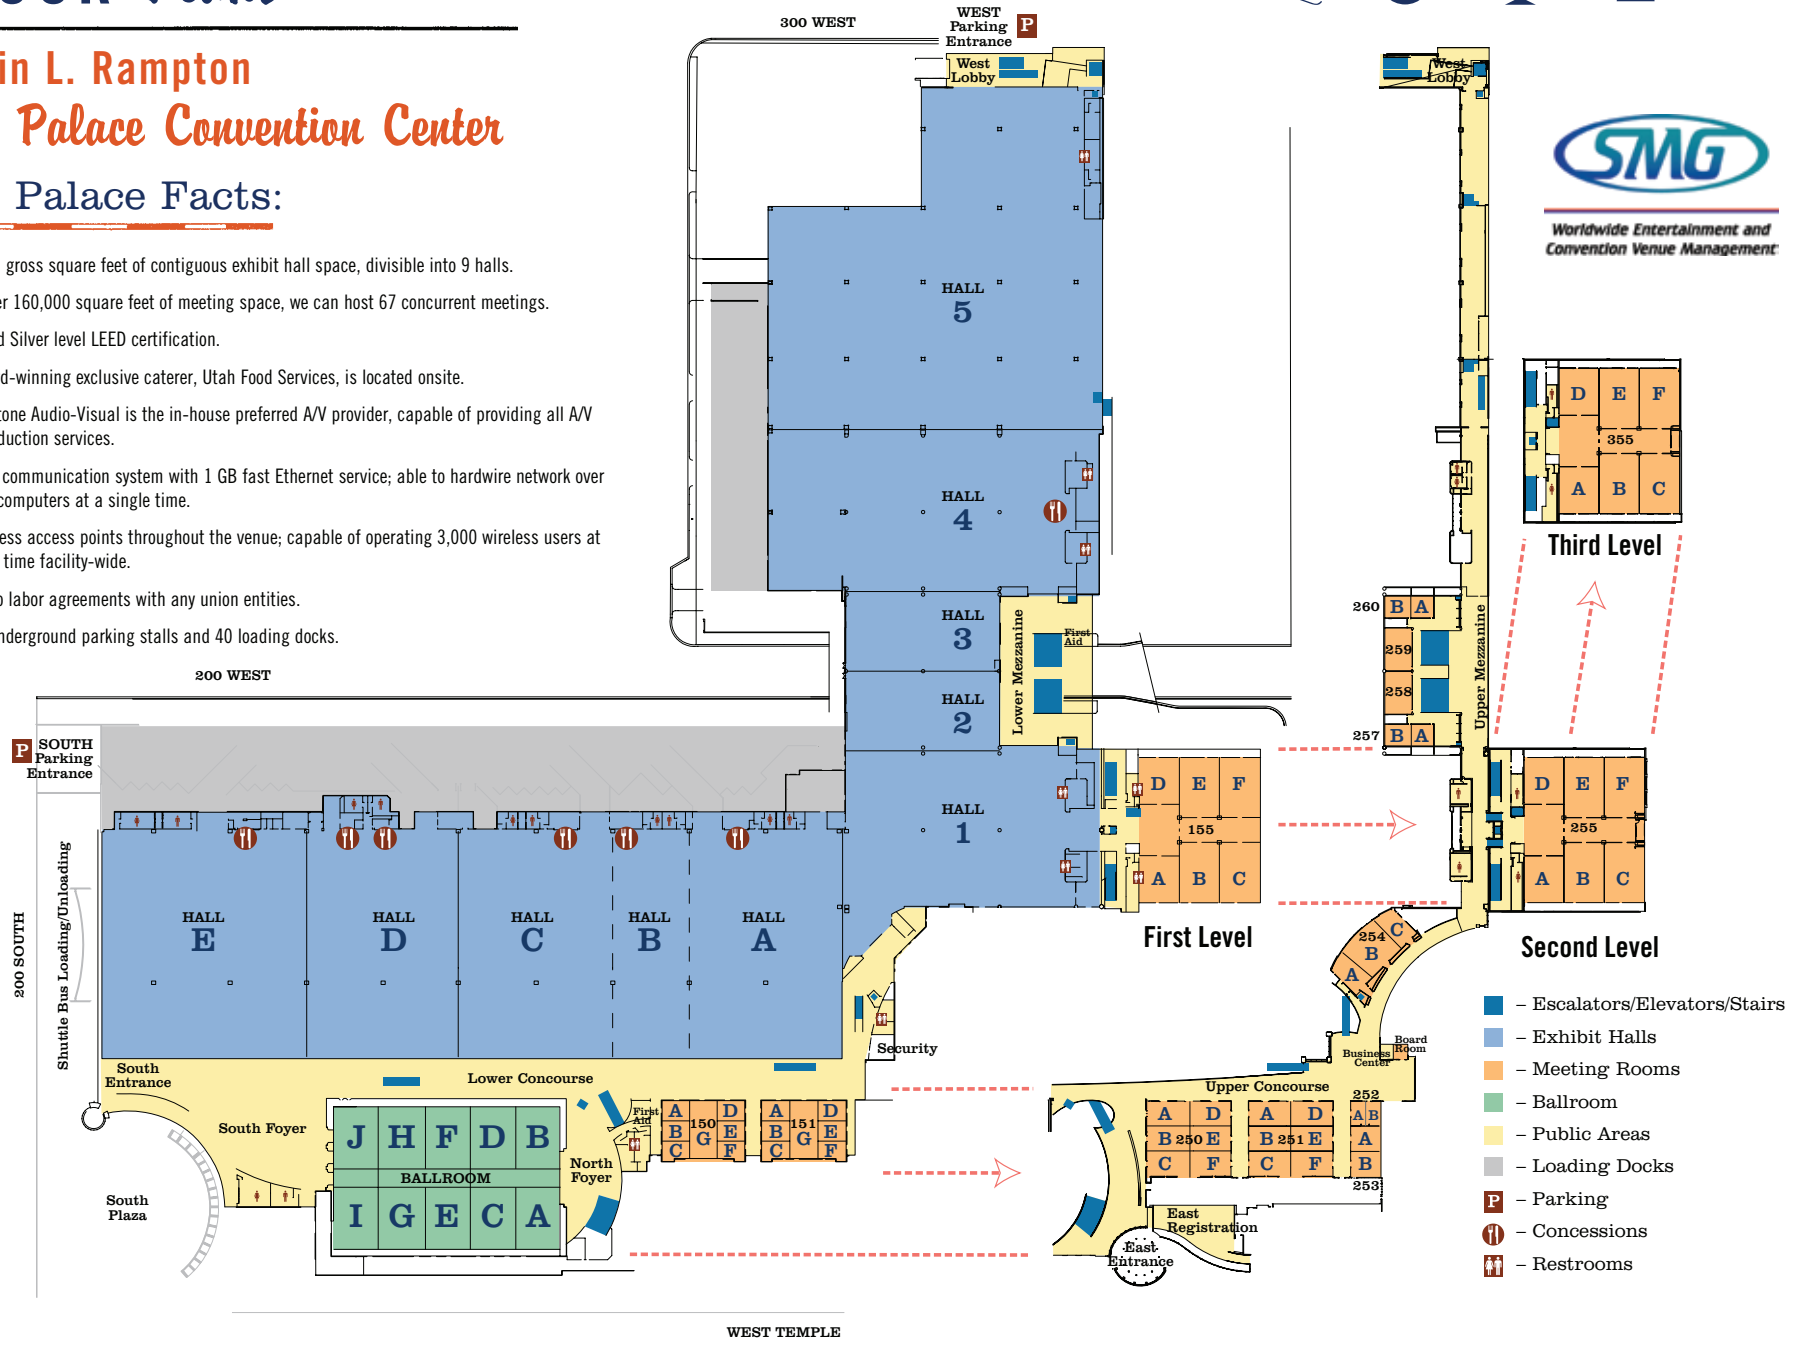 in L. Rampton
Palace Convention Center
Palace Facts:
gross square feet of contiguous exhibit hall space, divisible into 9 halls.
er 160,000 square feet of meeting space, we can host 67 concurrent meetings.
d Silver level LEED certification.
d-winning exclusive caterer, Utah Food Services, is located onsite.
tone Audio-Visual is the in-house preferred A/V provider, capable of providing all A/V
duction services.
communication system with 1 GB fast Ethernet service; able to hardwire network over
computers at a single time.
ess access points throughout the venue; capable of operating 3,000 wireless users at
time facility-wide.
o labor agreements with any union entities.
nderground parking stalls and 40 loading docks.
300 WEST
WEST
Parking
Entrance
P
West
Lobby
HALL
5
HALL
4
HALL
3
HALL
2
HALL
1
Lower Mezzanine
First
Aid
200 WEST
P
SOUTH
Parking
Entrance
200 SOUTH
Shuttle Bus Loading/Unloading
HALL
E
HALL
D
HALL
C
HALL
B
HALL
A
Security
South
Entrance
Lower Concourse
South Foyer
South
Plaza
J H F D B
BALLROOM
I G E C A
North
Foyer
First
Aid
A D
B 150 E
G
C F
A D
B 151 E
G
C F
WEST TEMPLE
D E F
155
A B C
First Level
West
Lobby
Upper Mezzanine
260 B A
259
258
257 B A
D E F
255
A B C
Second Level
D E F
355
A B C
Third Level
254
C
B
A
Board
Room
Business
Center
Upper Concourse
252
A B
A
B
253
A D
B 250 E
C F
A D
B 251 E
C F
East
Registration
East
Entrance
SMG
Worldwide Entertainment and
Convention Venue Management
– Escalators/Elevators/Stairs
– Exhibit Halls
– Meeting Rooms
– Ballroom
– Public Areas
– Loading Docks
P – Parking
– Concessions
– Restrooms